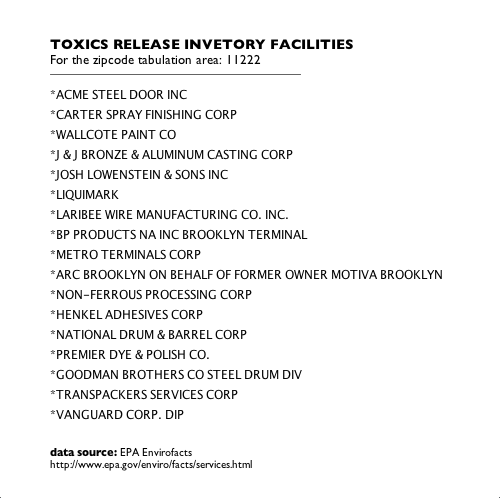 TOXICS RELEASE INVETORY FACILITIES
For the zipcode tabulation area: 11222
*ACME STEEL DOOR INC
*CARTER SPRAY FINISHING CORP
*WALLCOTE PAINT CO
*J & J BRONZE & ALUMINUM CASTING CORP
*JOSH LOWENSTEIN & SONS INC
*LIQUIMARK
*LARIBEE WIRE MANUFACTURING CO. INC.
*BP PRODUCTS NA INC BROOKLYN TERMINAL
*METRO TERMINALS CORP
*ARC BROOKLYN ON BEHALF OF FORMER OWNER MOTIVA BROOKLYN
*NON-FERROUS PROCESSING CORP
*HENKEL ADHESIVES CORP
*NATIONAL DRUM & BARREL CORP
*PREMIER DYE & POLISH CO.
*GOODMAN BROTHERS CO STEEL DRUM DIV
*TRANSPACKERS SERVICES CORP
*VANGUARD CORP. DIP
data source: EPA Envirofacts
http://www.epa.gov/enviro/facts/services.html